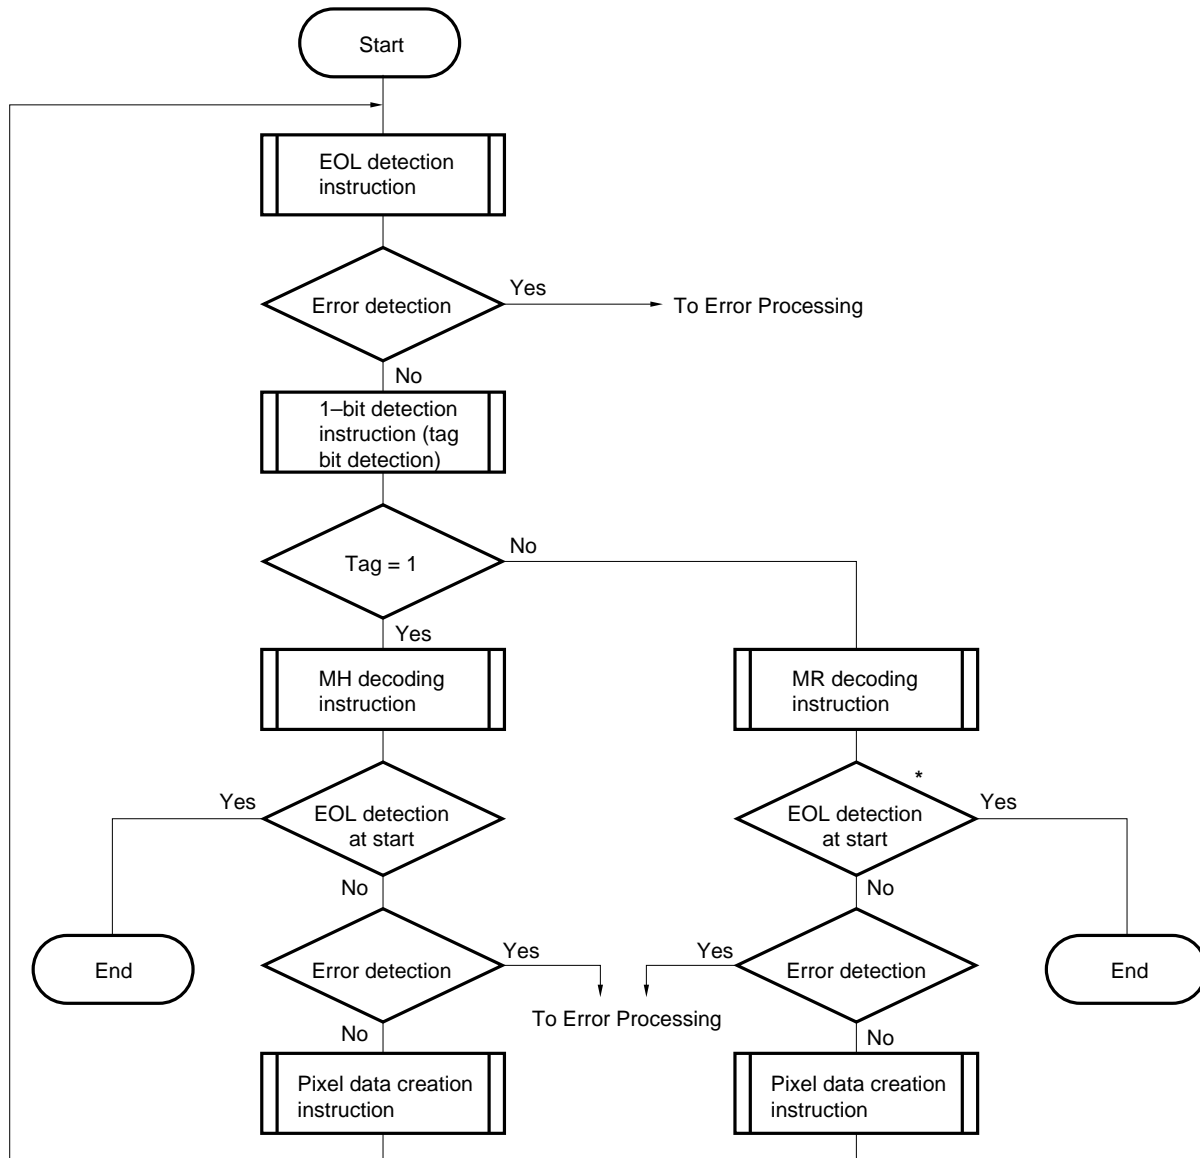 Start
EOL detection
instruction
Error detection
Yes
To Error Processing
No
1–bit detection
instruction (tag
bit detection)
Tag = 1
No
Yes
MH decoding
instruction
MR decoding
instruction
Yes
EOL detection
at start
No
*
EOL detection
at start
Yes
No
End
Error detection
Yes
To Error Processing
Yes
Error detection
End
No
No
Pixel data creation
instruction
Pixel data creation
instruction